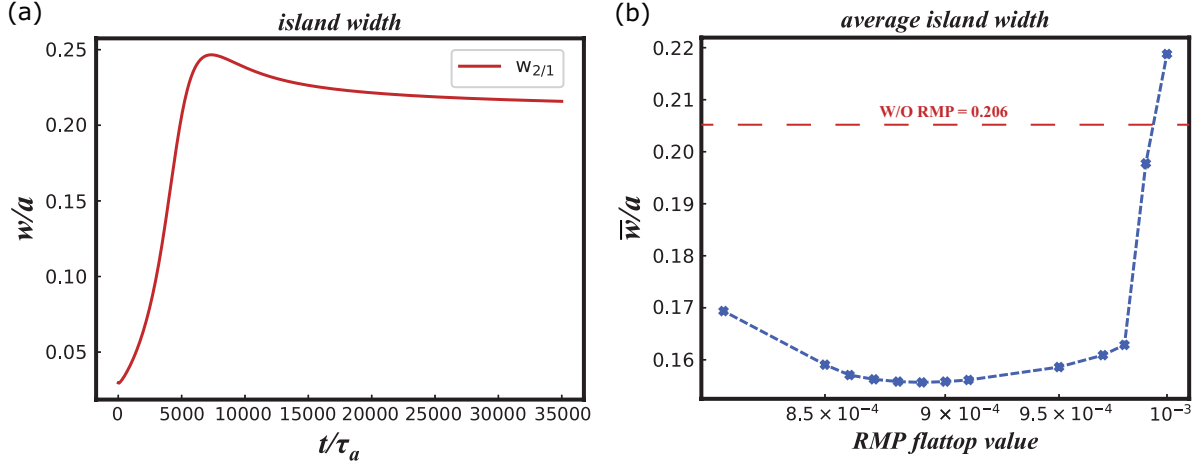 (a)
island width
w/a
0.25
0.20
0.15
0.10
0.05
w2/1
0 5000 10000 15000 20000 25000 30000 35000
t/τa
(b)
average island width
w̅/a
0.22
0.21
0.20
0.19
0.18
0.17
0.16
W/O RMP = 0.206
8.5 × 10⁻⁴ 9 × 10⁻⁴ 9.5 × 10⁻⁴ 10⁻³
RMP flattop value